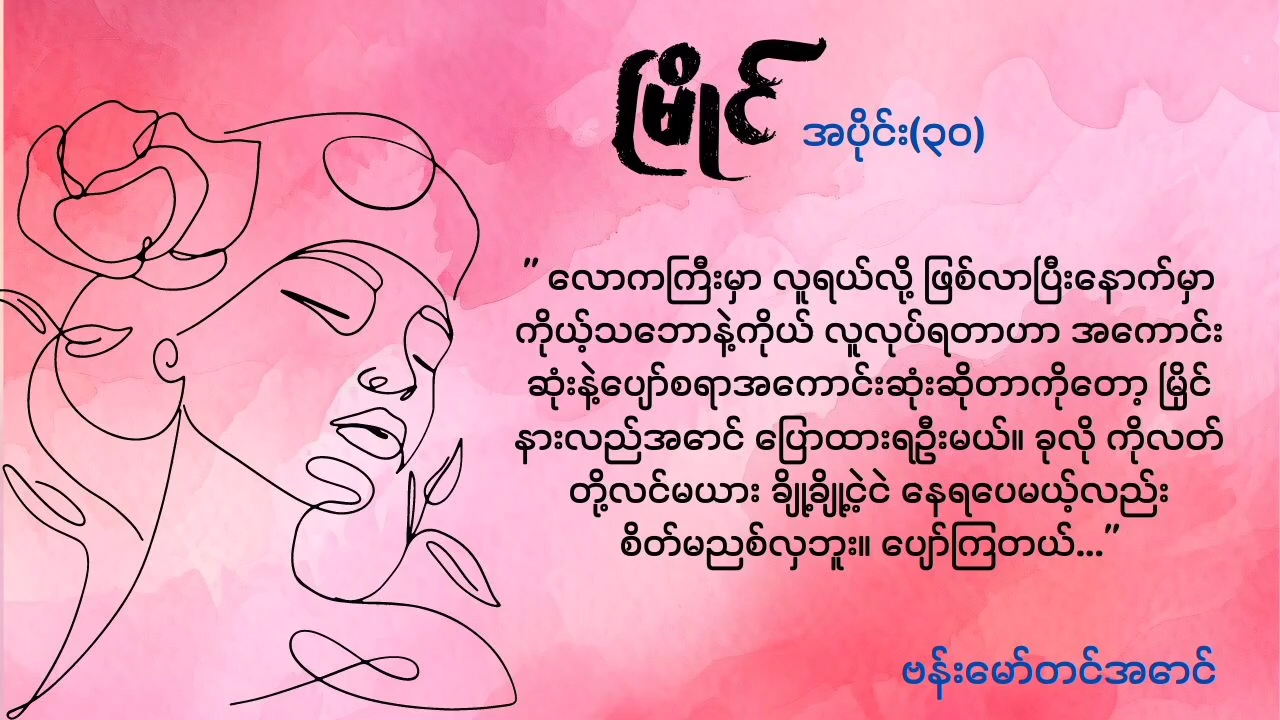 မြိုင်
အပိုင်း(၃၀)
" လောကကြီးမှာ လူရယ်လို့ ဖြစ်လာပြီးနောက်မှာ
ကိုယ့်သဘောနဲ့ကိုယ် လူလုပ်ရတာဟာ အကောင်း
ဆုံးနဲ့ပျော်စရာအကောင်းဆုံးဆိုတာကိုတော့ မြိုင်
နားလည်အောင် ပြောထားရဦးမယ်။ ခုလို ကိုလတ်
တို့လင်မယား ချို့ချို့ငဲ့ငဲ နေရပေမယ့်လည်း
စိတ်မညစ်လှဘူး။ ပျော်ကြတယ်..."
ဗန်းမော်တင်အောင်